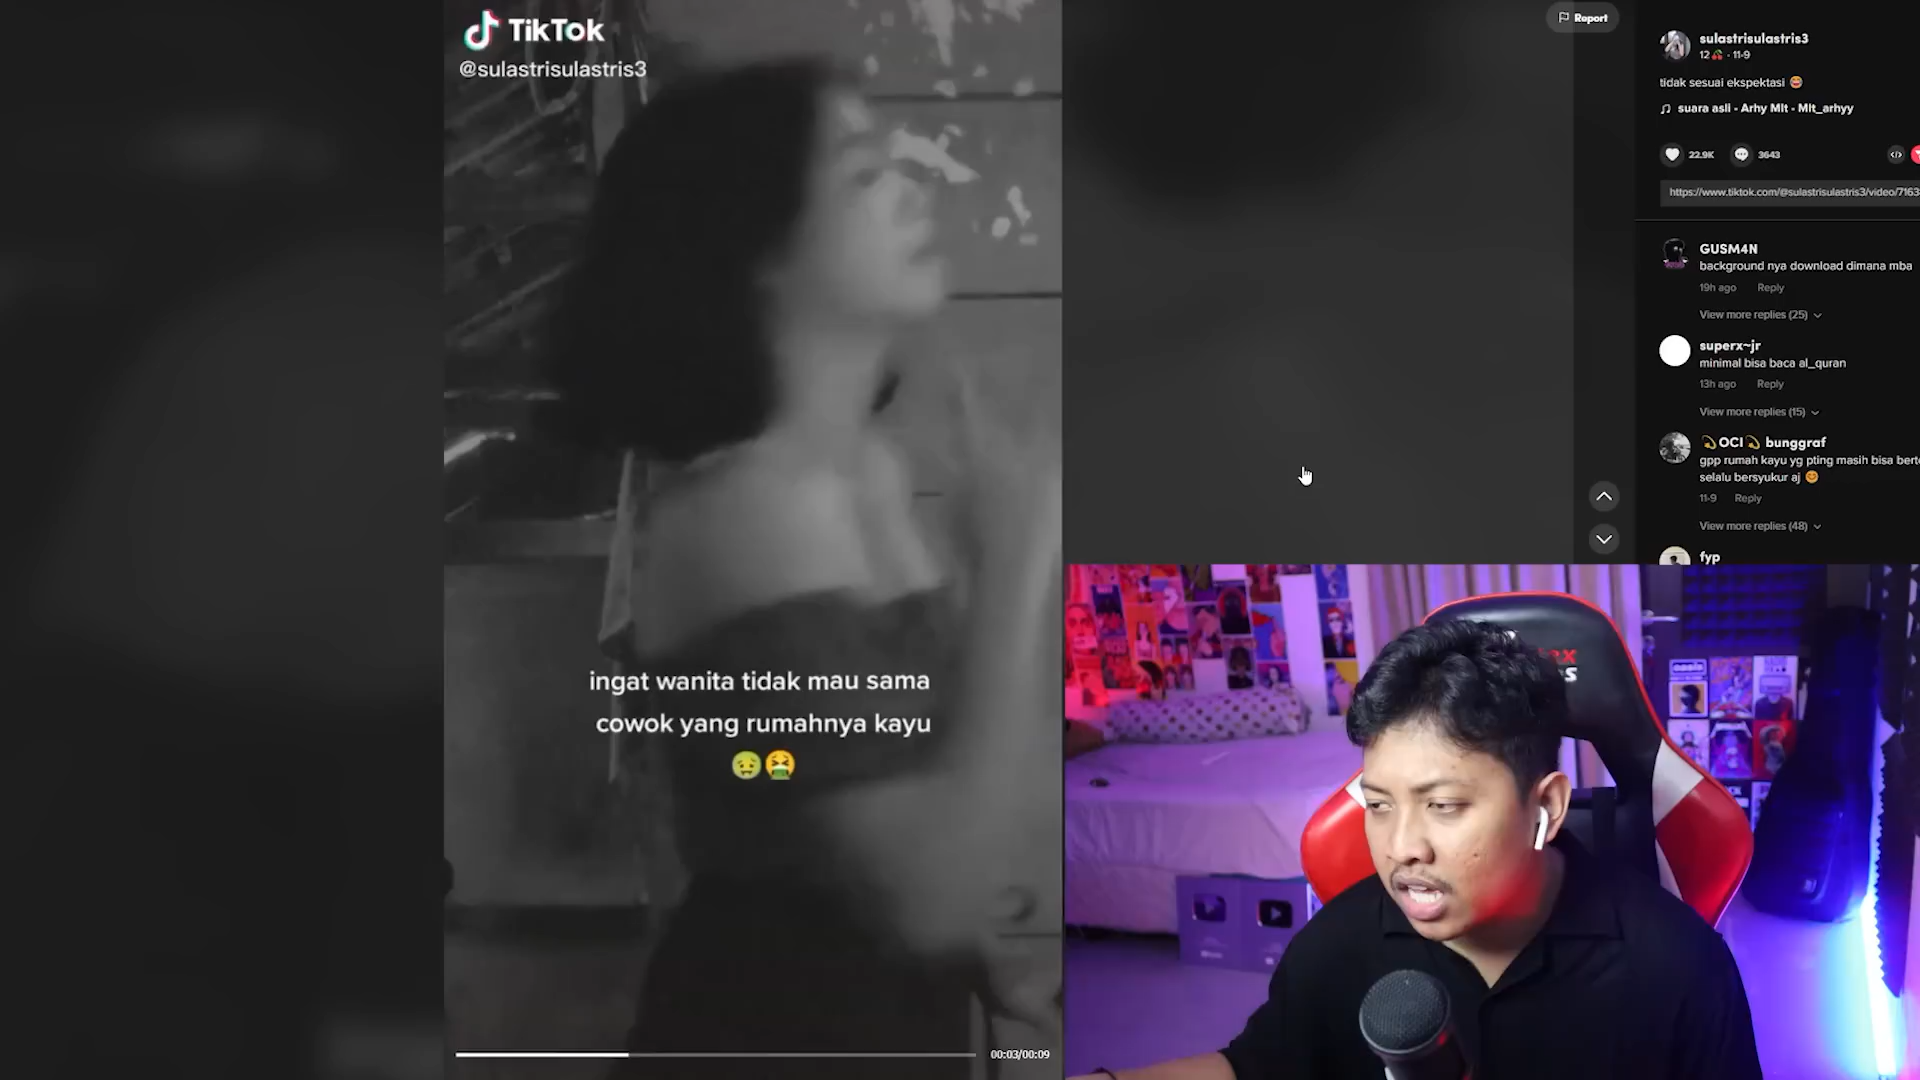 TikTok
@sulastrisulastris3
ingat wanita tidak mau sama
cowok yang rumahnya kayu
🤢🤮
00:03/00:09
Report
sulastrisulastris3
12🍒 · 11-9
tidak sesuai ekspektasi 😆
suara asli - Arhy Mlt - Mlt_arhyy
22.9K
3643
https://www.tiktok.com/@sulastrisulastris3/video/7163
GUSM4N
background nya download dimana mba
19h ago Reply
View more replies (25)
superx~jr
minimal bisa baca al_quran
13h ago Reply
View more replies (15)
💫OCI💫 bunggraf
gpp rumah kayu yg pting masih bisa bert
selalu bersyukur aj 😊
11-9 Reply
View more replies (48)
fyp
oasis